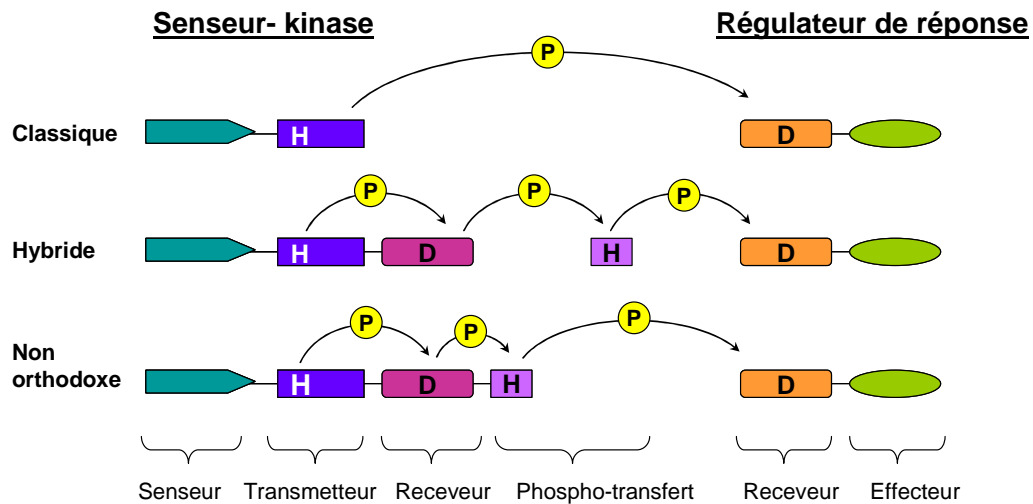 Senseur- kinase
Régulateur de réponse
P
Classique
H
D
P
P
P
Hybride
H
D
H
D
P
P
P
Non
orthodoxe
H
D
H
D
Senseur
Transmetteur
Receveur
Phospho-transfert
Receveur
Effecteur